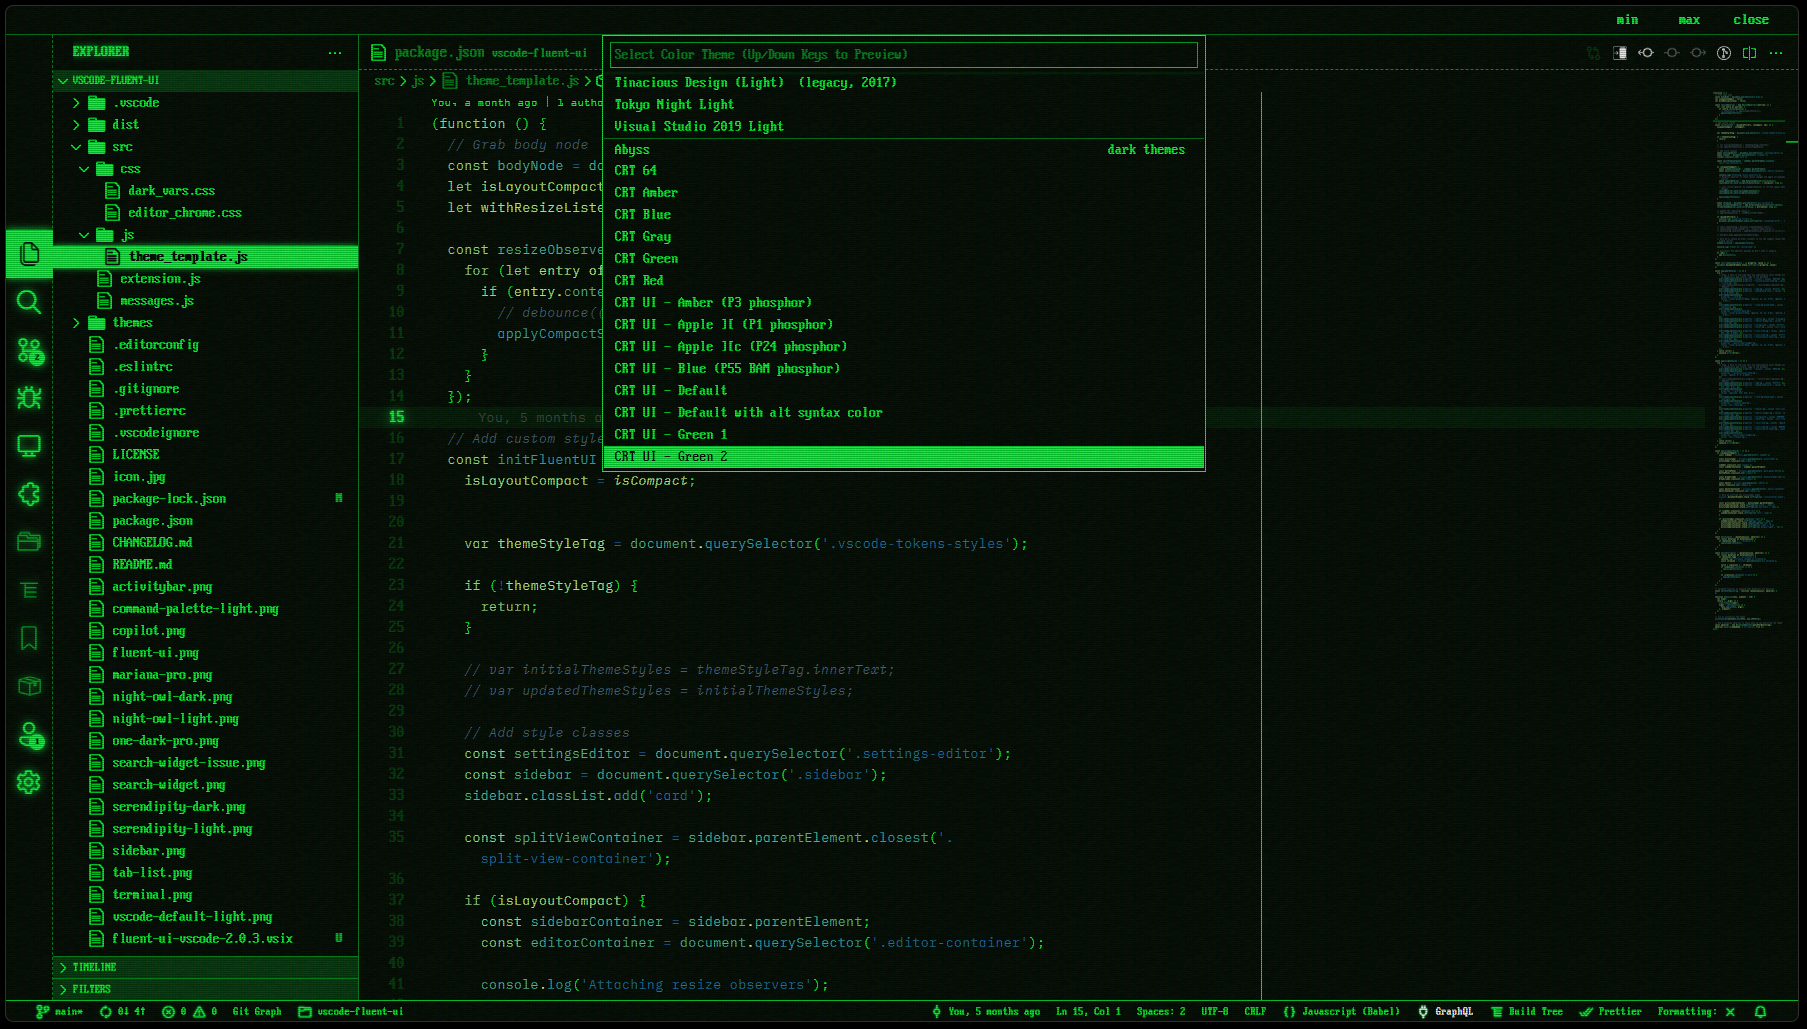 min max close
EXPLORER ...
VSCODE-FLUENT-UI
.vscode
dist
src
css
dark_vars.css
editor_chrome.css
js
theme_template.js
extension.js
messages.js
themes
.editorconfig
.eslintrc
.gitignore
.prettierrc
.vscodeignore
LICENSE
icon.jpg
package-lock.json M
package.json
CHANGELOG.md
README.md
activitybar.png
command-palette-light.png
copilot.png
fluent-ui.png
mariana-pro.png
night-owl-dark.png
night-owl-light.png
one-dark-pro.png
search-widget-issue.png
search-widget.png
serendipity-dark.png
serendipity-light.png
sidebar.png
tab-list.png
terminal.png
vscode-default-light.png
fluent-ui-vscode-2.0.3.vsix U
TIMELINE
FILTERS
package.json vscode-fluent-ui
src > js > theme_template.js >
You, a month ago | 1 autho
1 (function () {
2 // Grab body node
3 const bodyNode = do
4 let isLayoutCompact
5 let withResizeListe
6
7 const resizeObserve
8 for (let entry of
9 if (entry.conte
10 // debounce((
11 applyCompactS
12 }
13 }
14 });
15 You, 5 months a
16 // Add custom style
17 const initFluentUI
18 isLayoutCompact = isCompact;
19
20
21 var themeStyleTag = document.querySelector('.vscode-tokens-styles');
22
23 if (!themeStyleTag) {
24 return;
25 }
26
27 // var initialThemeStyles = themeStyleTag.innerText;
28 // var updatedThemeStyles = initialThemeStyles;
29
30 // Add style classes
31 const settingsEditor = document.querySelector('.settings-editor');
32 const sidebar = document.querySelector('.sidebar');
33 sidebar.classList.add('card');
34
35 const splitViewContainer = sidebar.parentElement.closest('.
split-view-container');
36
37 if (isLayoutCompact) {
38 const sidebarContainer = sidebar.parentElement;
39 const editorContainer = document.querySelector('.editor-container');
40
41 console.log('Attaching resize observers');
Select Color Theme (Up/Down Keys to Preview)
Tinacious Design (Light) (legacy, 2017)
Tokyo Night Light
Visual Studio 2019 Light
Abyss dark themes
CRT 64
CRT Amber
CRT Blue
CRT Gray
CRT Green
CRT Red
CRT UI - Amber (P3 phosphor)
CRT UI - Apple ][ (P1 phosphor)
CRT UI - Apple ][c (P24 phosphor)
CRT UI - Blue (P55 BAM phosphor)
CRT UI - Default
CRT UI - Default with alt syntax color
CRT UI - Green 1
CRT UI - Green 2
main* 0↓ 4↑ 0 0 Git Graph vscode-fluent-ui You, 5 months ago Ln 15, Col 1 Spaces: 2 UTF-8 CRLF {} Javascript (Babel) GraphQL Build Tree Prettier Formatting: X